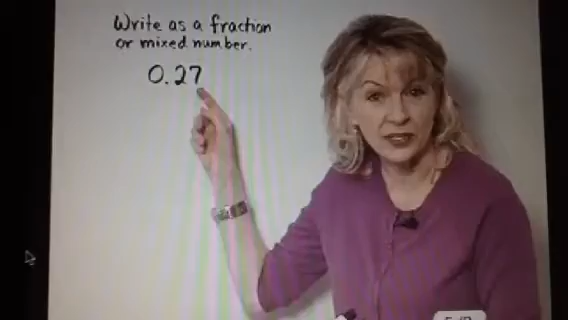 Write as a fraction
or mixed number.
0.27